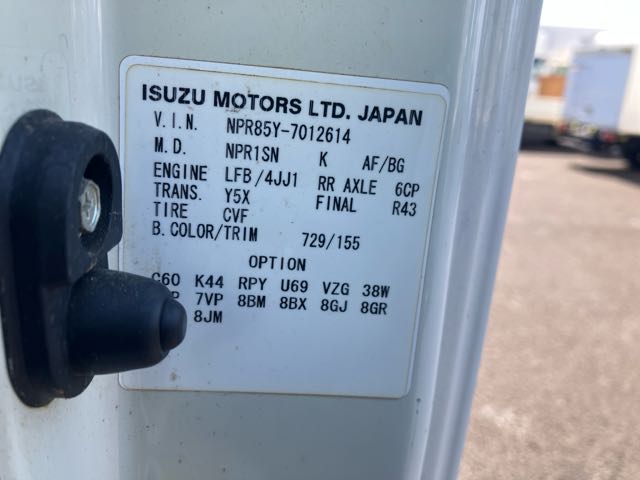 ISUZU MOTORS LTD. JAPAN
V.I.N. NPR85Y-7012614
M.D. NPR1SN K AF/BG
ENGINE LFB/4JJ1 RR AXLE 6CP
TRANS. Y5X FINAL R43
TIRE CVF
B.COLOR/TRIM 729/155
OPTION
K44 RPY U69 VZG 38W
7VP 8BM 8BX 8GJ 8GR
8JM